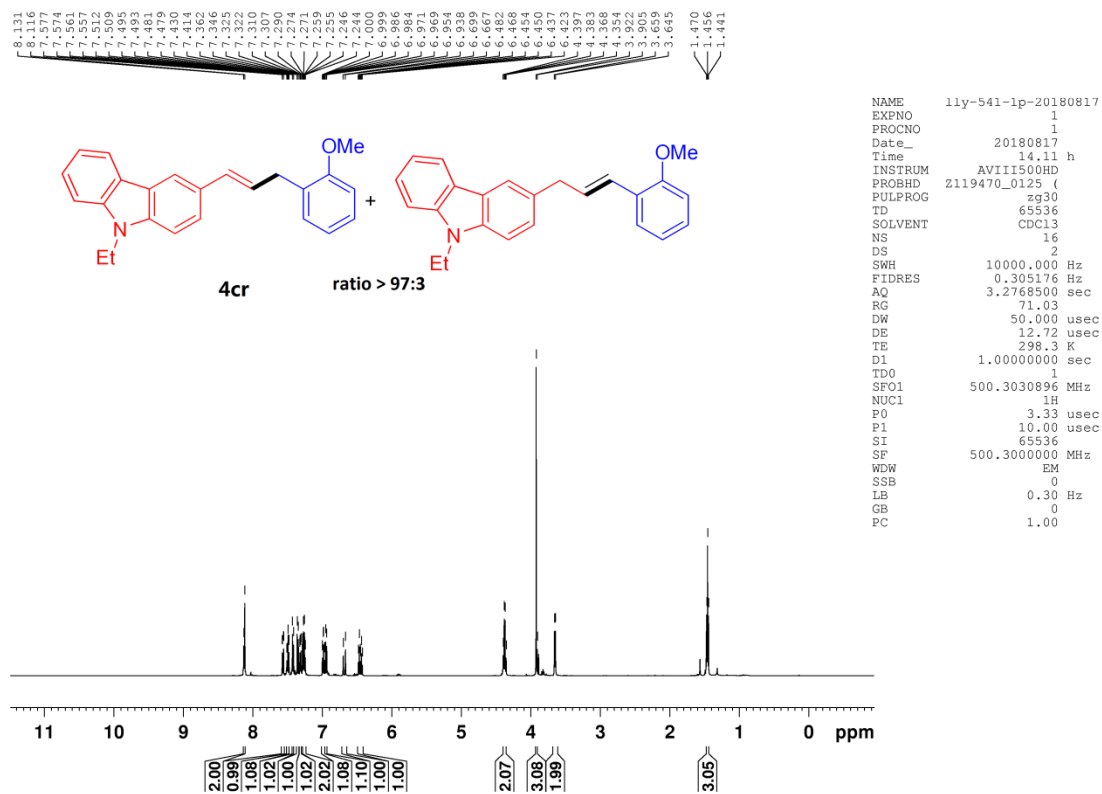 8.131
8.116
7.577
7.574
7.561
7.557
7.512
7.509
7.495
7.493
7.481
7.479
7.430
7.414
7.362
7.346
7.325
7.322
7.310
7.307
7.290
7.274
7.271
7.259
7.255
7.246
7.244
7.000
6.999
6.986
6.984
6.971
6.969
6.954
6.938
6.699
6.667
6.482
6.468
6.454
6.450
6.437
6.423
4.397
4.383
4.368
4.354
3.922
3.905
3.659
3.645
1.470
1.456
1.441
NAME 11y-541-1p-20180817
EXPNO 1
PROCNO 1
Date_ 20180817
Time 14.11 h
INSTRUM AVIII500HD
PROBHD Z119470_0125 (
PULPROG zg30
TD 65536
SOLVENT CDCl3
NS 16
DS 2
SWH 10000.000 Hz
FIDRES 0.305176 Hz
AQ 3.2768500 sec
RG 71.03
DW 50.000 usec
DE 12.72 usec
TE 298.3 K
D1 1.00000000 sec
TD0 1
SFO1 500.3030896 MHz
NUC1 1H
P0 3.33 usec
P1 10.00 usec
SI 65536
SF 500.3000000 MHz
WDW EM
SSB 0
LB 0.30 Hz
GB 0
PC 1.00
OMe
OMe
+
N
Et
N
Et
4cr
ratio > 97:3
11 10 9 8 7 6 5 4 3 2 1 0 ppm
2.00
0.99
1.08
1.02
1.00
1.02
2.02
1.08
1.10
1.00
1.00
2.07
3.08
1.99
3.05